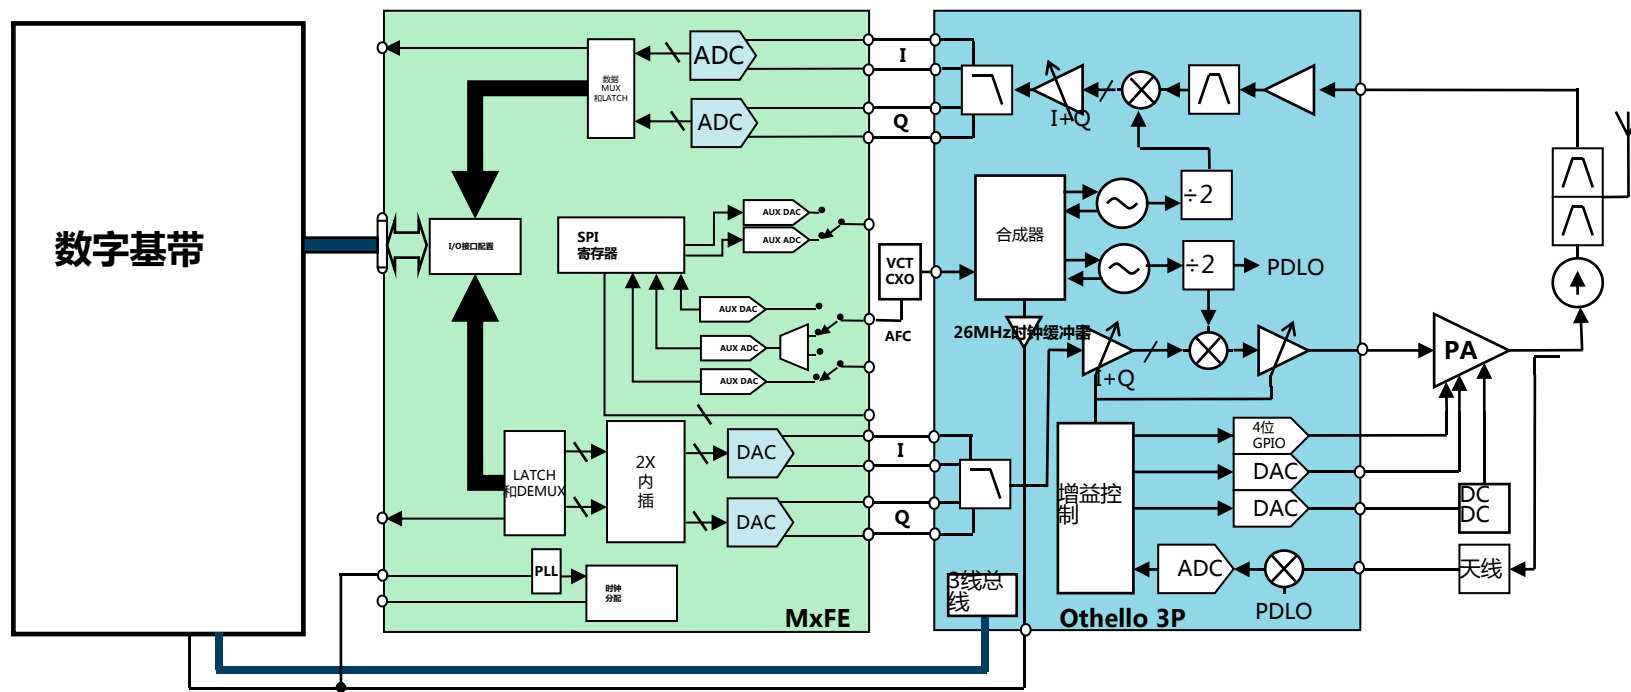 数字基带
数据
MUX
和LATCH
ADC
ADC
I/O接口配置
SPI
寄存器
AUX DAC
AUX ADC
AUX DAC
AUX ADC
AUX DAC
LATCH
和DEMUX
2X
内
插
DAC
DAC
PLL
时钟
分配
MxFE
I
Q
VCT
CXO
AFC
I
Q
I+Q
合成器
÷2
÷2
PDLO
26MHz时钟缓冲器
I+Q
增益控
制
4位
GPIO
DAC
DAC
ADC
PDLO
3线总
线
Othello 3P
PA
DC
DC
天线